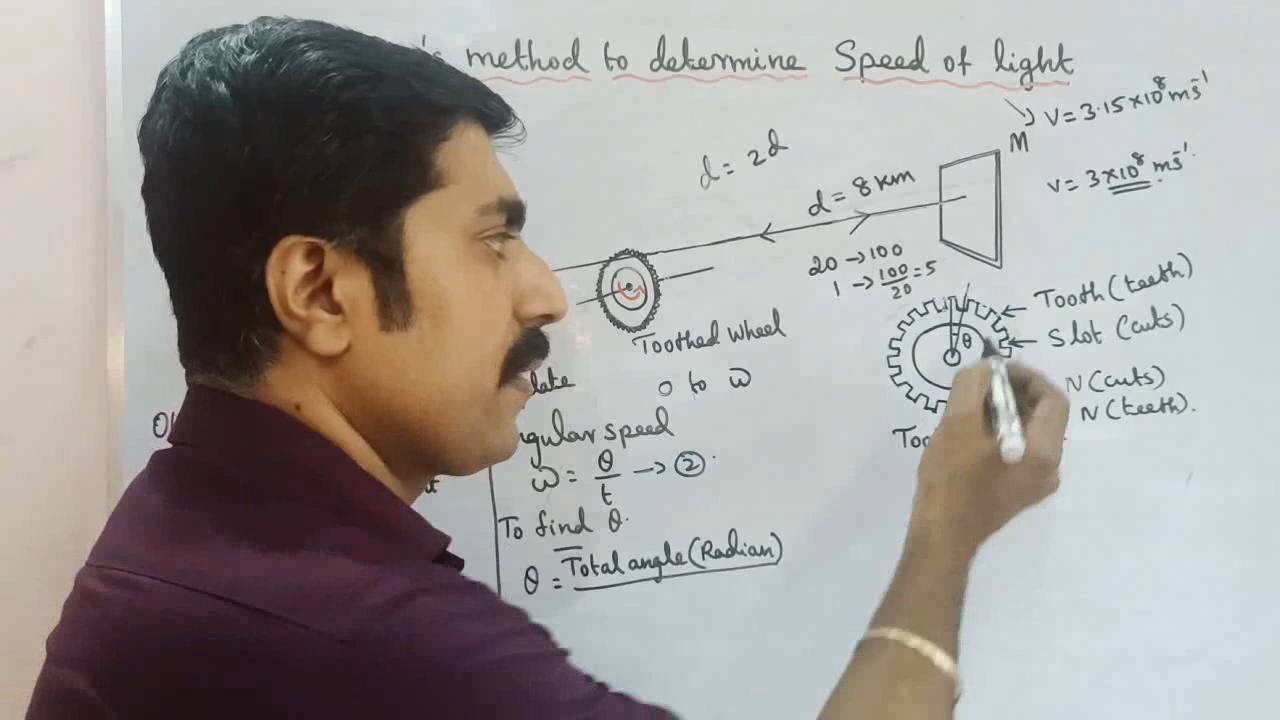 's method to determine Speed of light
V = 3.15×10⁸ ms⁻¹
M
d = 2d
d = 8 km
V = 3×10⁸ ms⁻¹.
20 → 100
1 → 100/20 = 5
Tooth (teeth)
Slot (cuts)
θ
Toothed wheel
N (cuts)
N (teeth).
0 to ω
Angular speed
ω = θ/t → ②.
To find θ.
θ = Total angle (Radian)